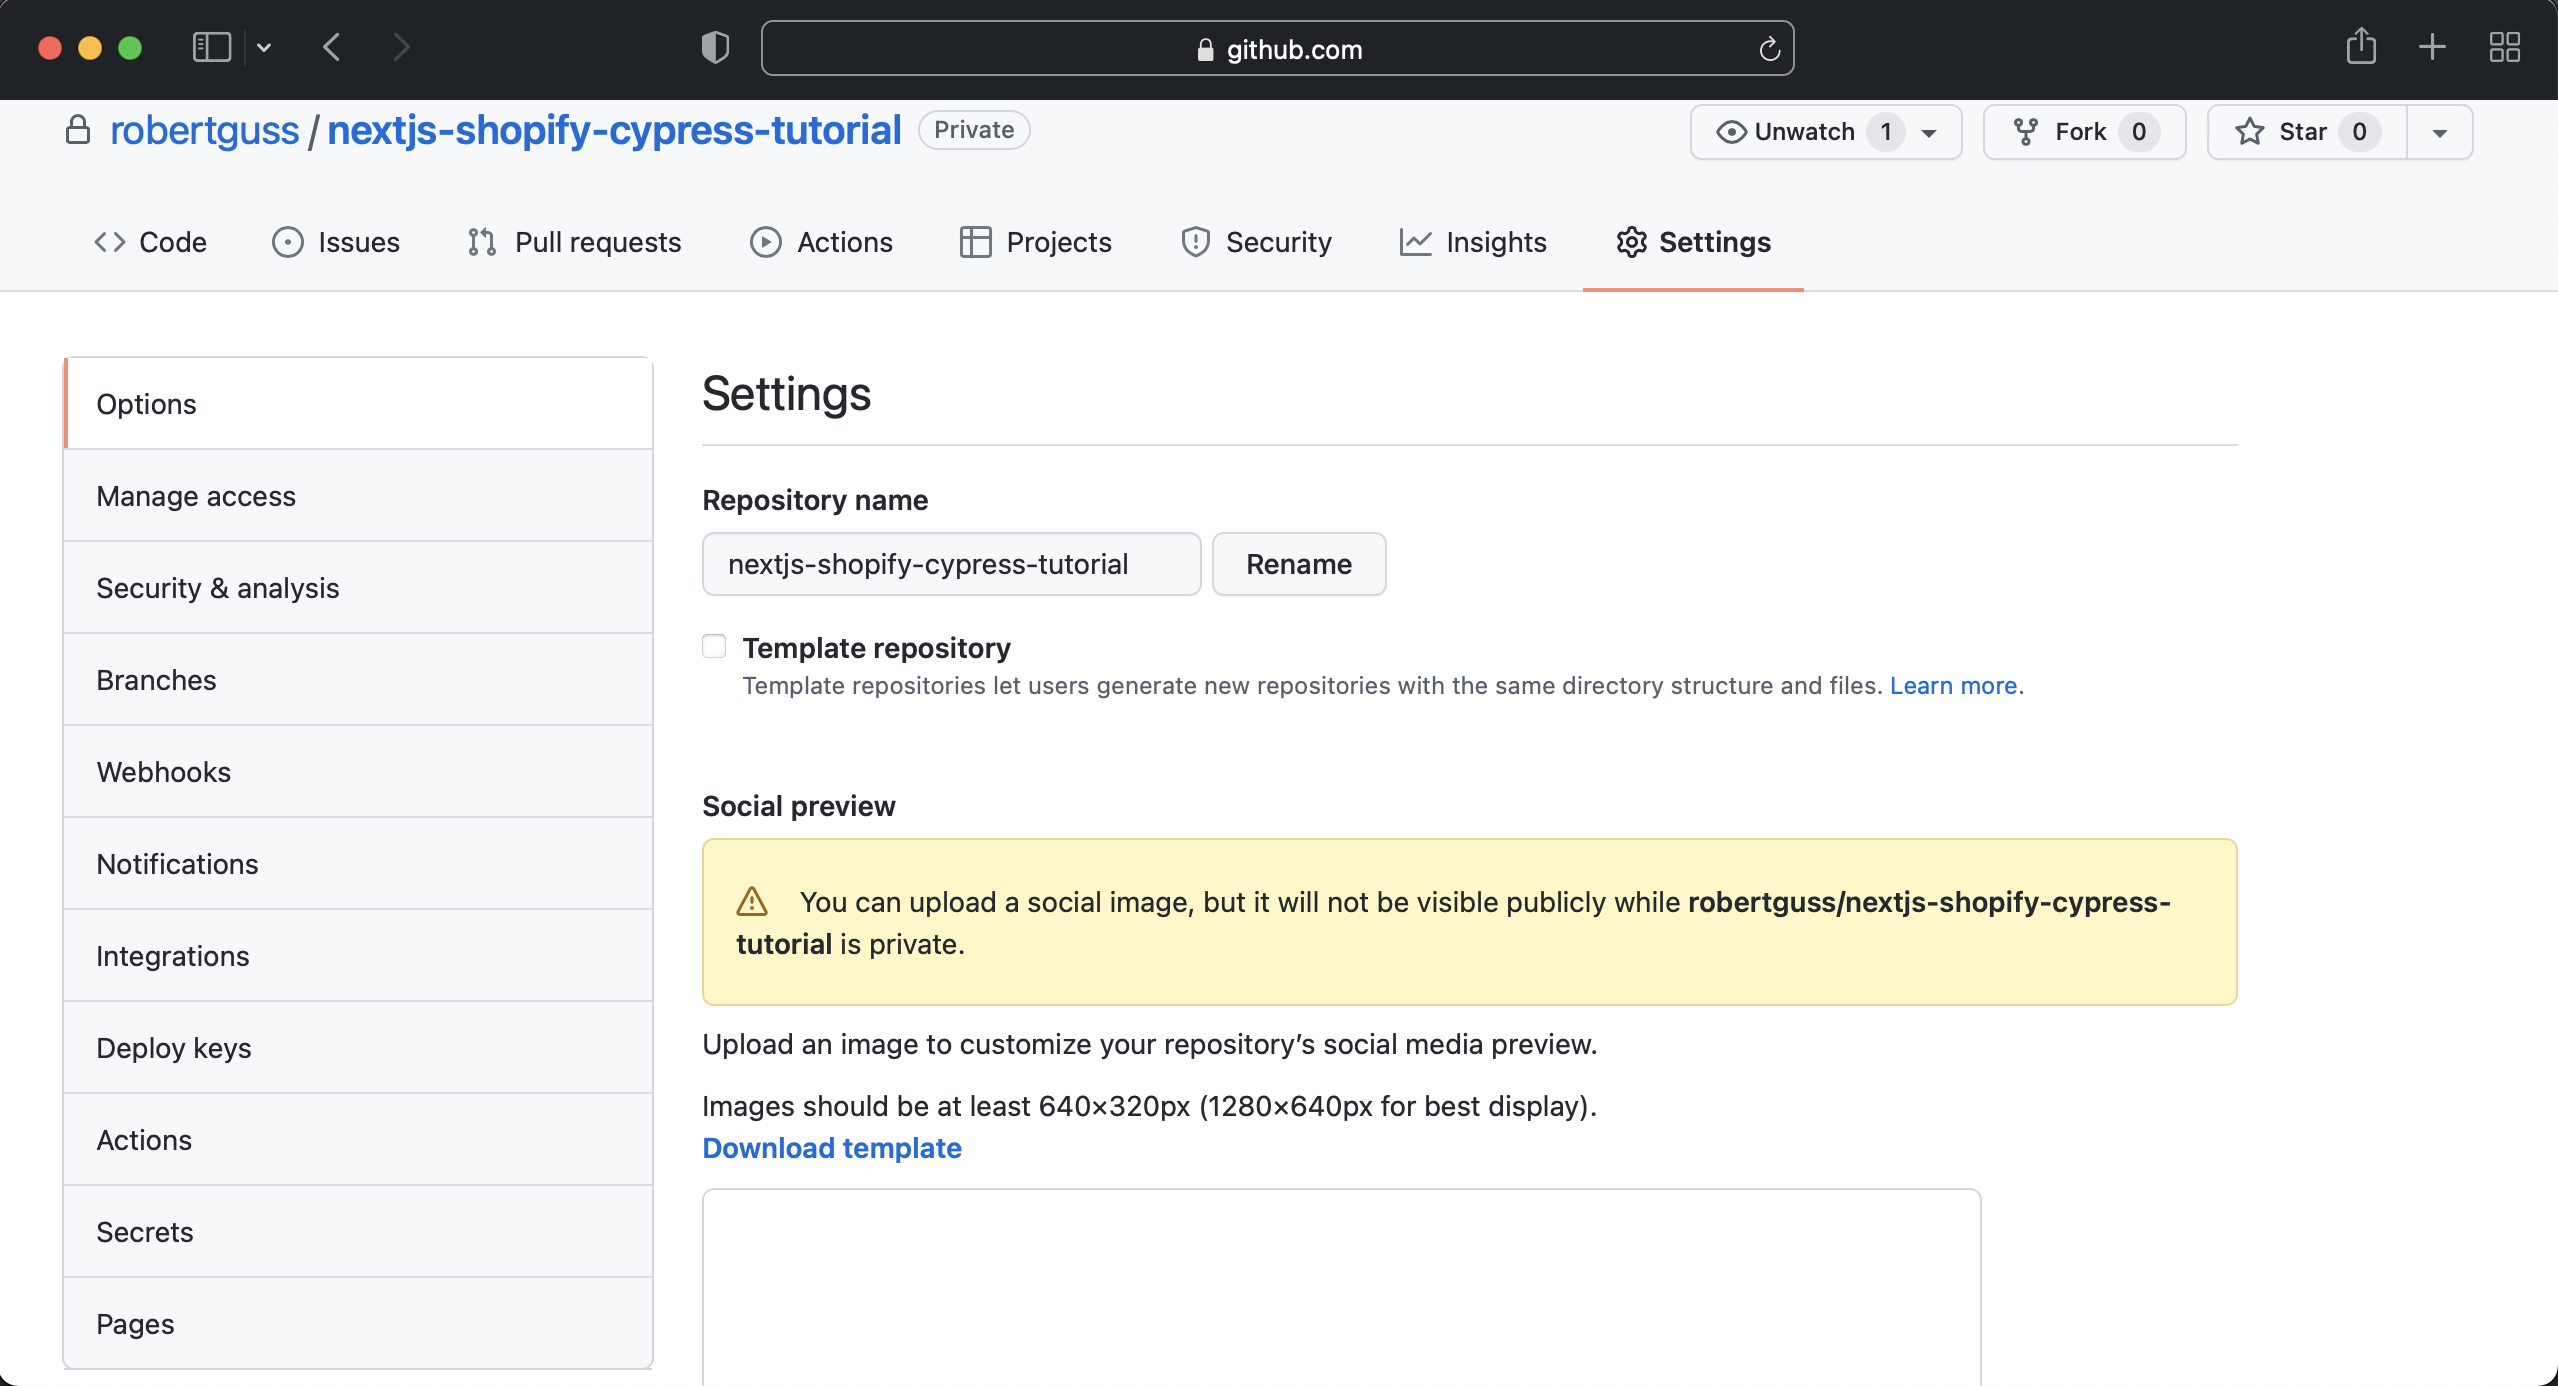 github.com
robertguss / nextjs-shopify-cypress-tutorial Private
Unwatch 1 Fork 0 Star 0
Code Issues Pull requests Actions Projects Security Insights Settings
Options
Manage access
Security & analysis
Branches
Webhooks
Notifications
Integrations
Deploy keys
Actions
Secrets
Pages
Settings
Repository name
nextjs-shopify-cypress-tutorial Rename
Template repository
Template repositories let users generate new repositories with the same directory structure and files. Learn more.
Social preview
You can upload a social image, but it will not be visible publicly while robertguss/nextjs-shopify-cypress-
tutorial is private.
Upload an image to customize your repository’s social media preview.
Images should be at least 640×320px (1280×640px for best display).
Download template